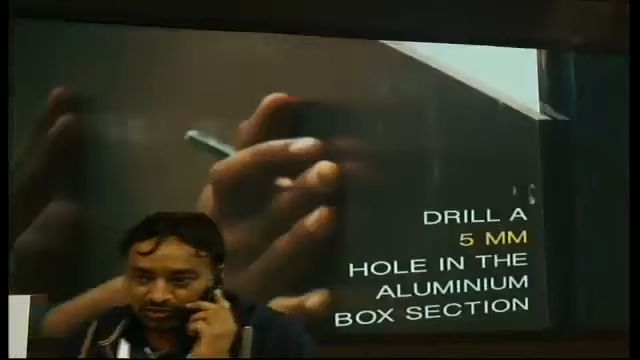 DRILL A
5 MM
HOLE IN THE
ALUMINIUM
BOX SECTION